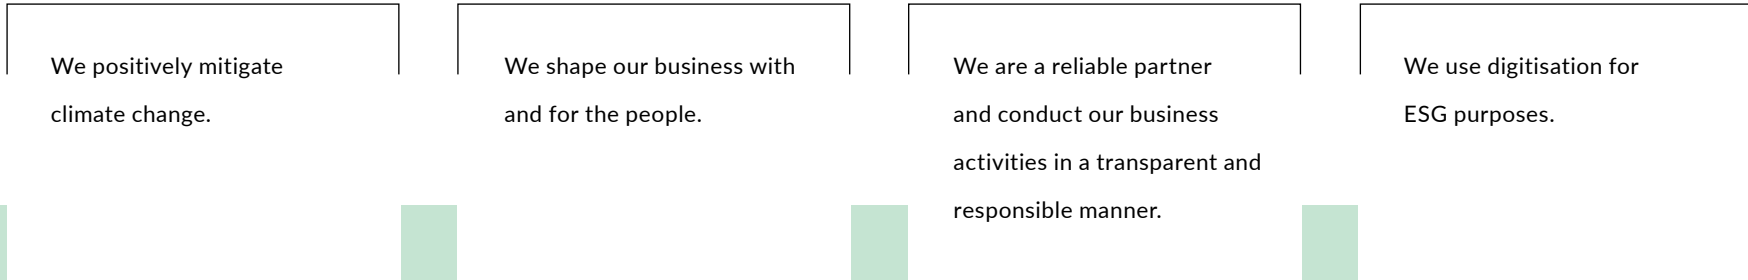 We positively mitigate
climate change.
We shape our business with
and for the people.
We are a reliable partner
and conduct our business
activities in a transparent and
responsible manner.
We use digitisation for
ESG purposes.